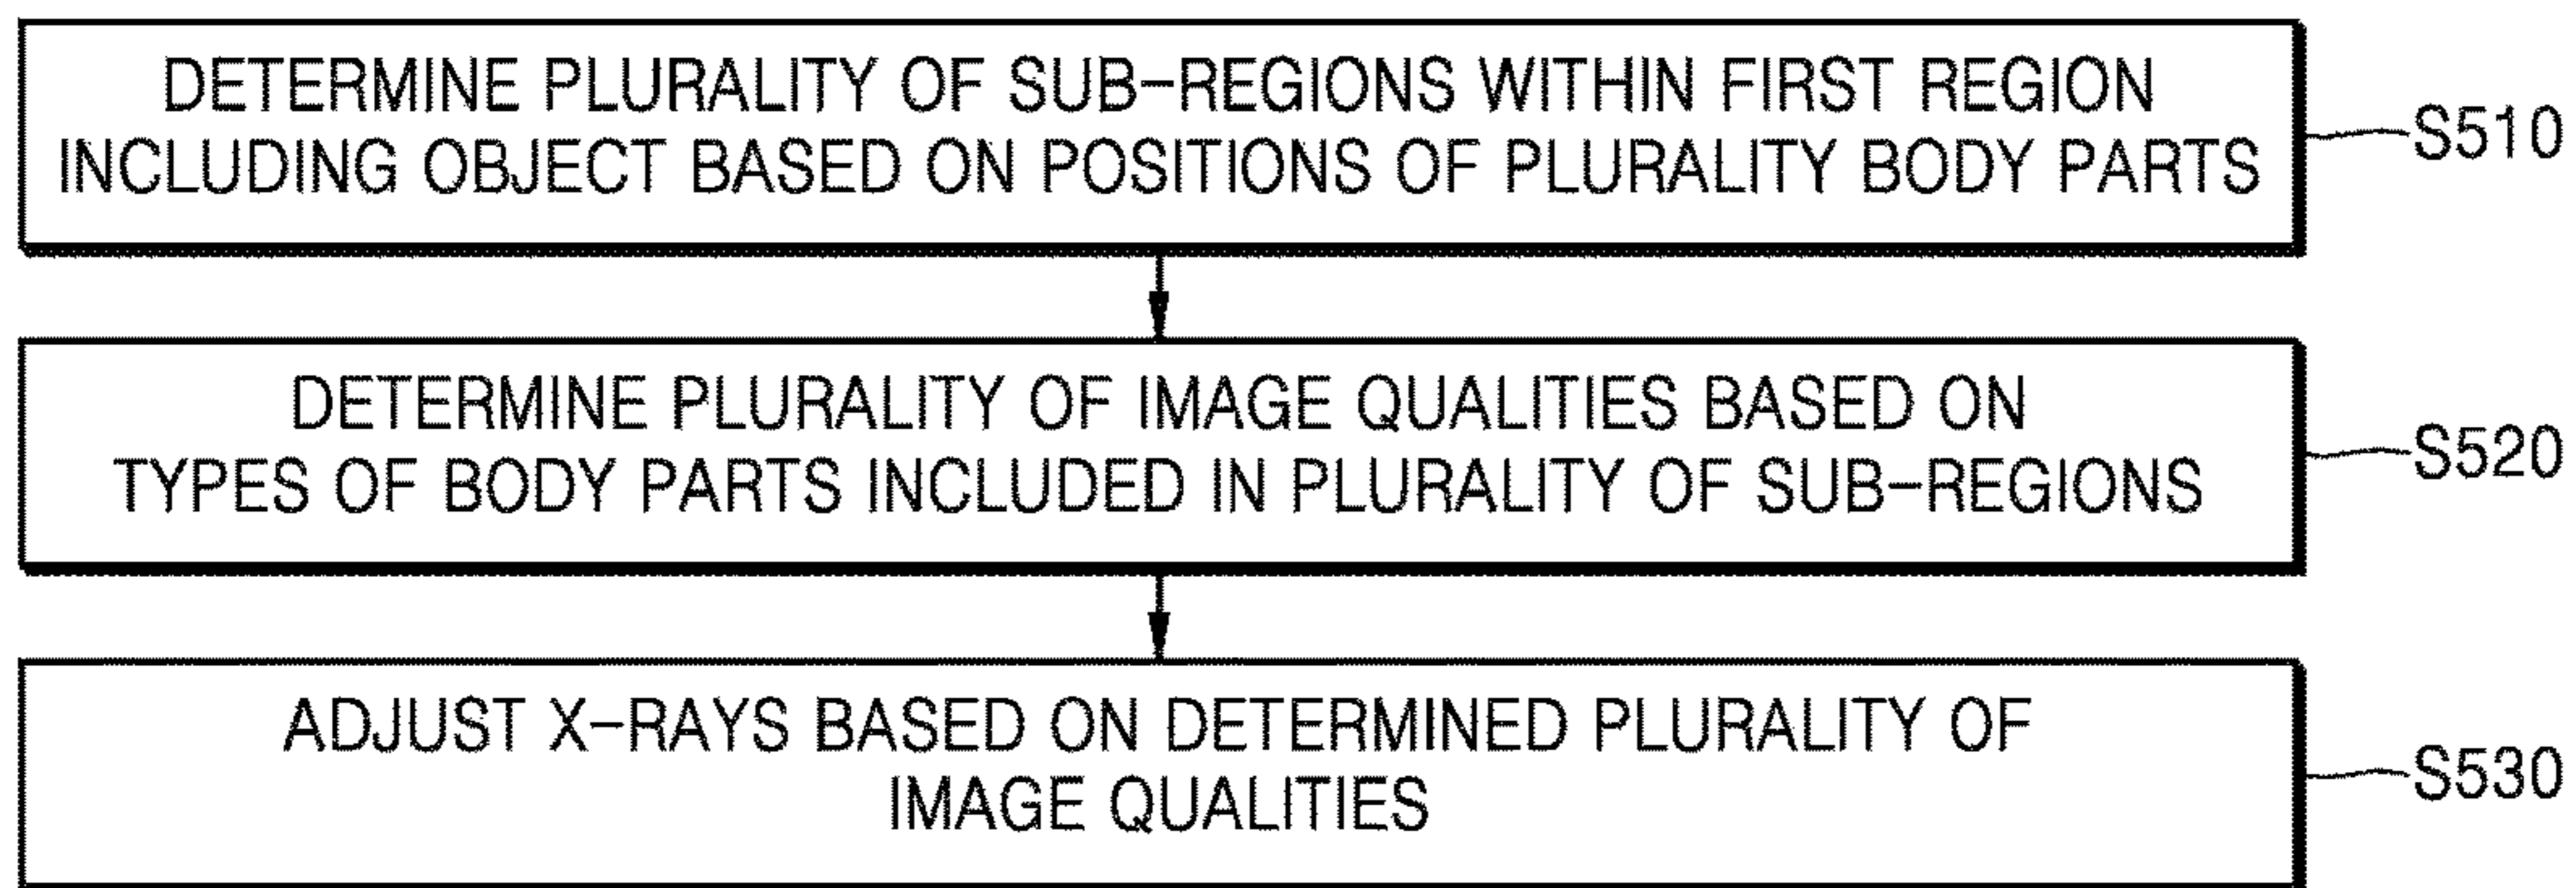 DETERMINE PLURALITY OF SUB-REGIONS WITHIN FIRST REGION
INCLUDING OBJECT BASED ON POSITIONS OF PLURALITY BODY PARTS
S510
DETERMINE PLURALITY OF IMAGE QUALITIES BASED ON
TYPES OF BODY PARTS INCLUDED IN PLURALITY OF SUB-REGIONS
S520
ADJUST X-RAYS BASED ON DETERMINED PLURALITY OF
IMAGE QUALITIES
S530